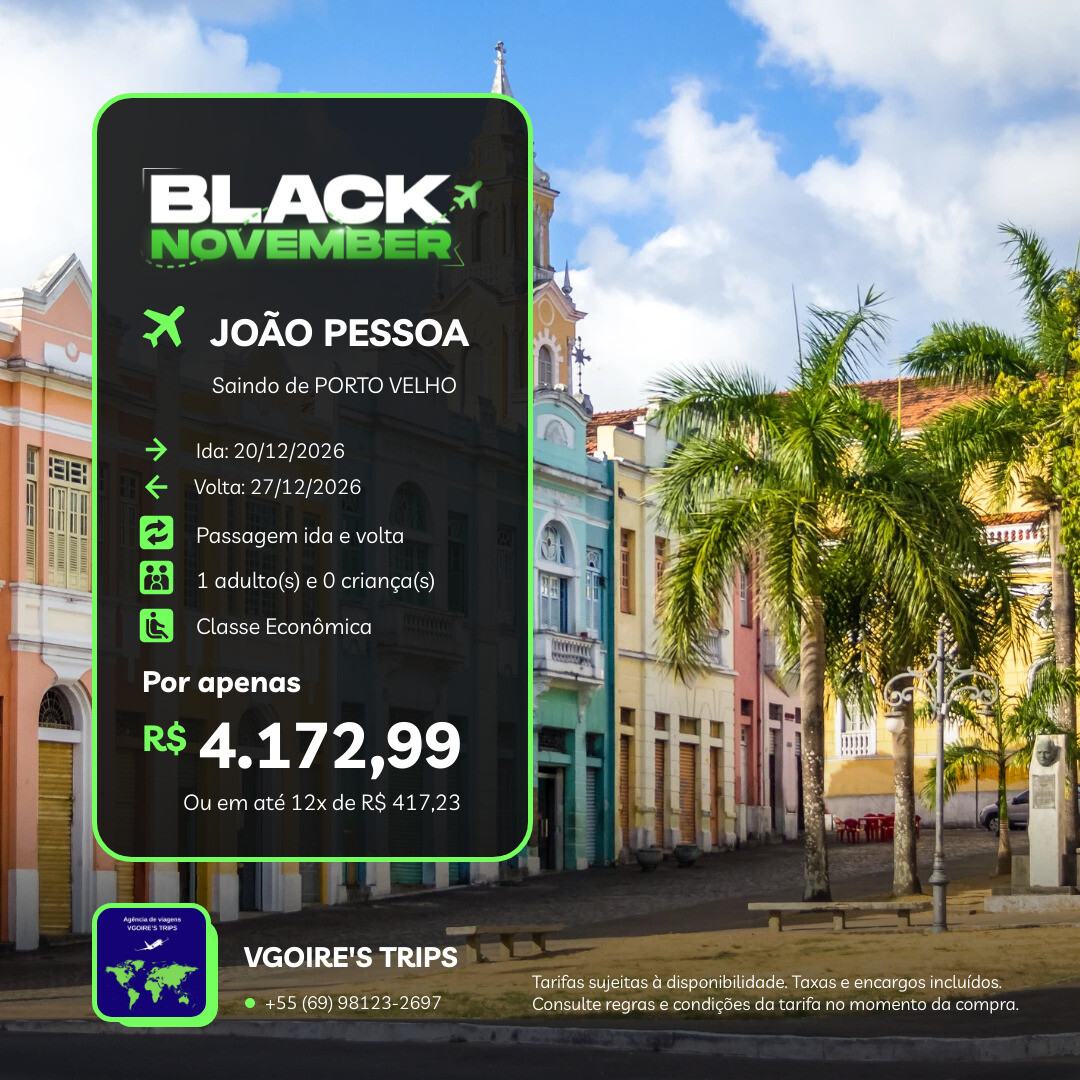 BLACK
NOVEMBER
JOÃO PESSOA
Saindo de PORTO VELHO
Ida: 20/12/2026
Volta: 27/12/2026
Passagem ida e volta
1 adulto(s) e 0 criança(s)
Classe Econômica
Por apenas
R$ 4.172,99
Ou em até 12x de R$ 417,23
Agência de viagens
VGOIRE'S TRIPS
VGOIRE'S TRIPS
+55 (69) 98123-2697
Tarifas sujeitas à disponibilidade. Taxas e encargos incluídos.
Consulte regras e condições da tarifa no momento da compra.